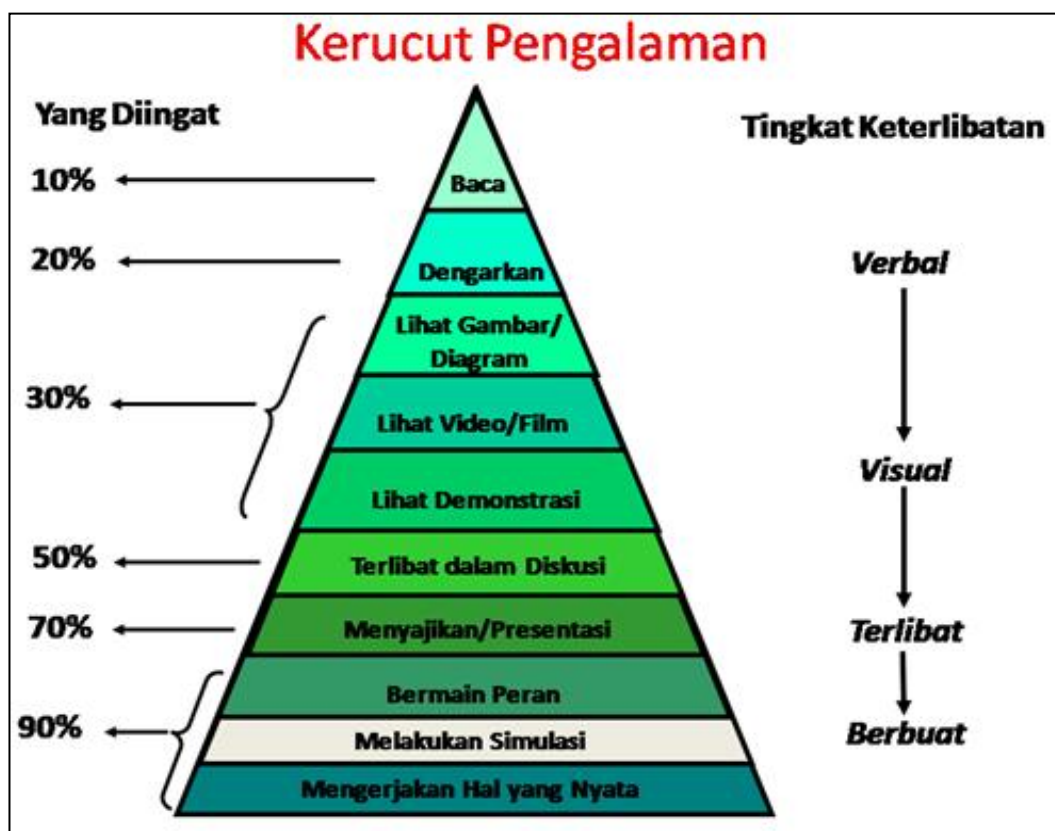 Kerucut Pengalaman
Yang Diingat
Tingkat Keterlibatan
10%
Baca
20%
Dengarkan
Verbal
Lihat Gambar/
Diagram
30%
Lihat Video/Film
Visual
Lihat Demonstrasi
50%
Terlibat dalam Diskusi
70%
Menyajikan/Presentasi
Terlibat
Bermain Peran
90%
Melakukan Simulasi
Berbuat
Mengerjakan Hal yang Nyata